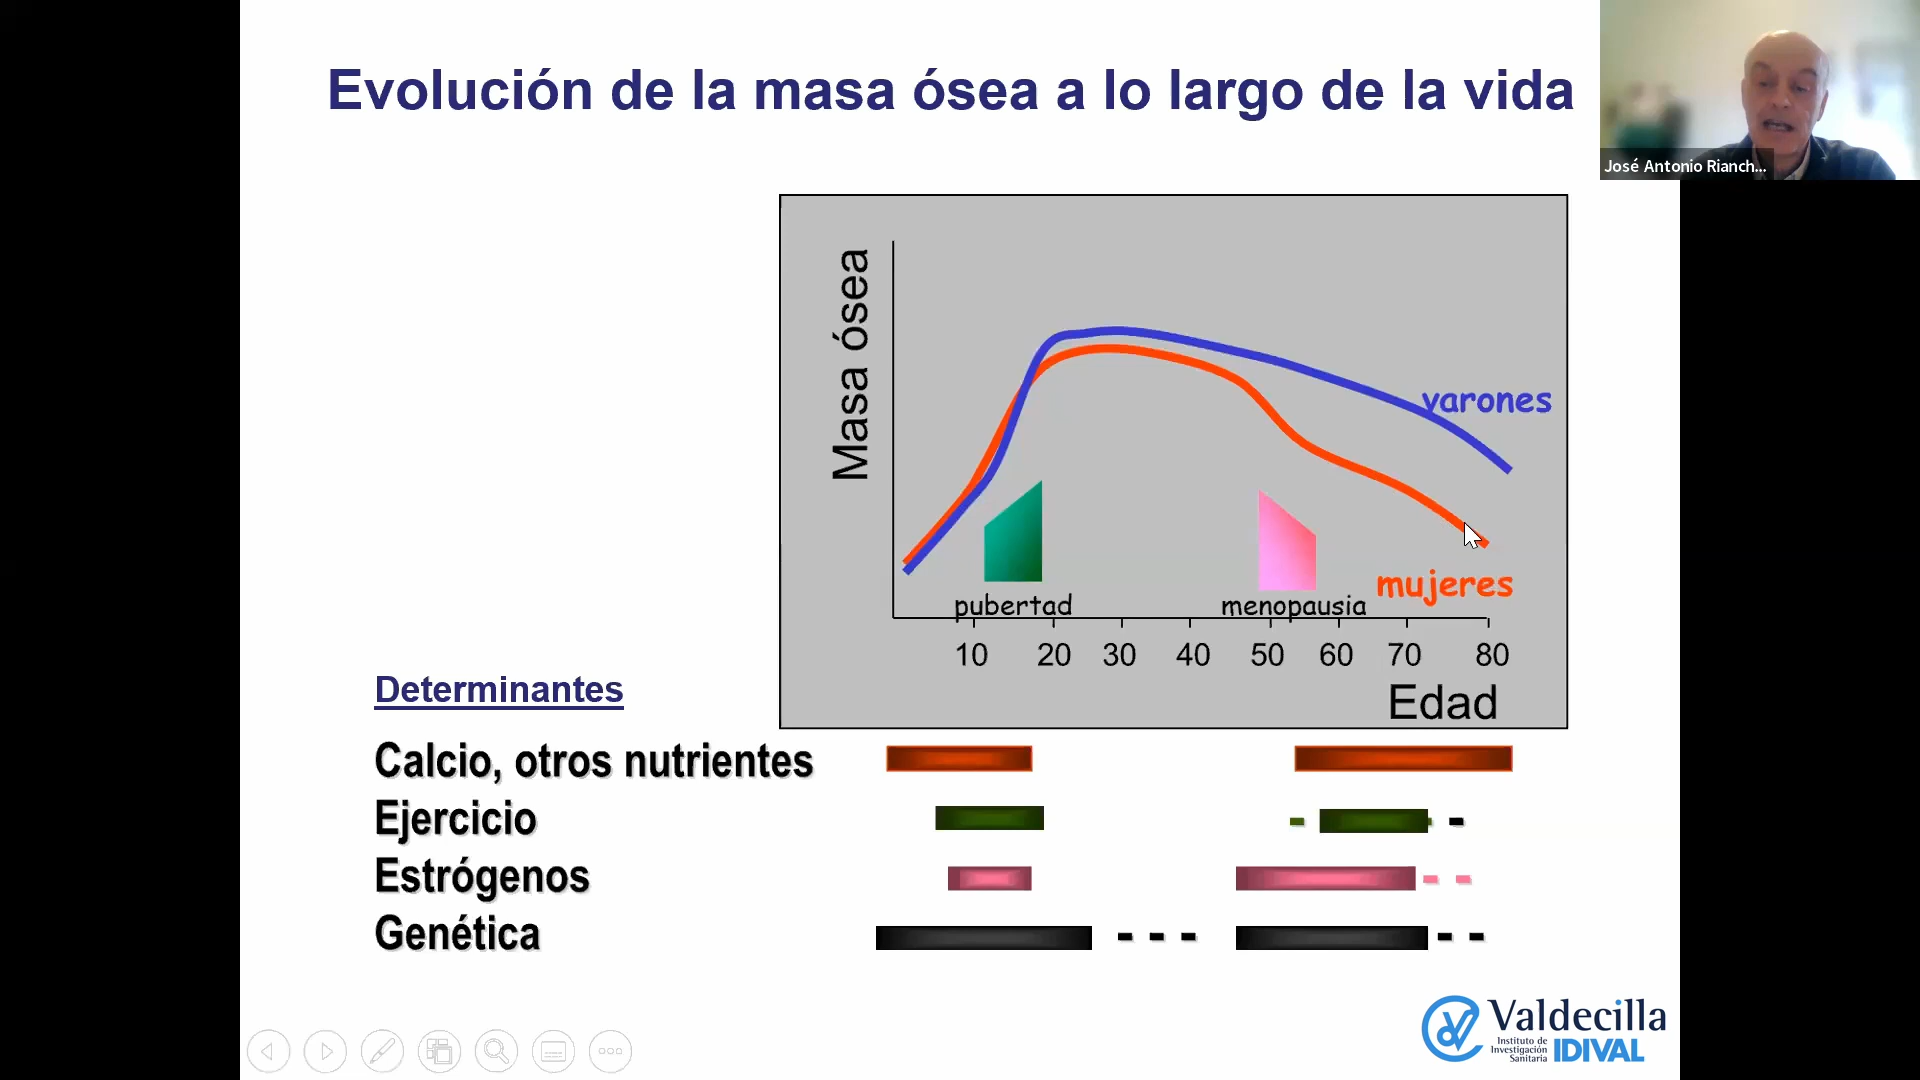 Evolución de la masa ósea a lo largo de la vida
José Antonio Rianch...
Masa ósea
varones
mujeres
pubertad
menopausia
10 20 30 40 50 60 70 80
Edad
Determinantes
Calcio, otros nutrientes
Ejercicio
Estrógenos
Genética
Valdecilla
Instituto de
Investigación
Sanitaria
IDIVAL